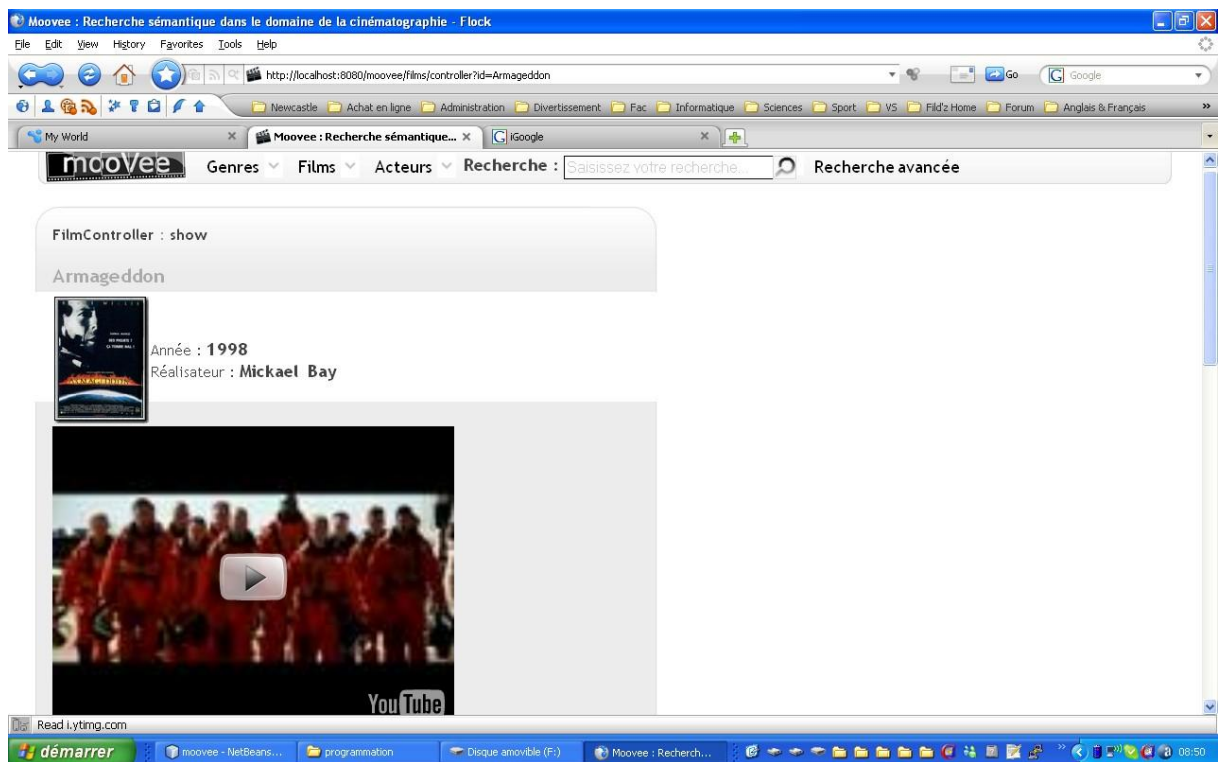 Moovee : Recherche sémantique dans le domaine de la cinématographie - Flock
File Edit View History Favorites Tools Help
http://localhost:8080/moovee/films/controller?id=Armageddon Go Google
Newcastle Achat en ligne Administration Divertissement Fac Informatique Sciences Sport VS Fild'z Home Forum Anglais & Français
My World Moovee : Recherche sémantique... iGoogle
mooVee Genres Films Acteurs Recherche : Saisissez votre recherche... Recherche avancée
FilmController : show
Armageddon
ARMAGEDDON
Année : 1998
Réalisateur : Mickael Bay
YouTube
Read i.ytimg.com
démarrer moovee - NetBeans... programmation Disque amovible (F:) Moovee : Recherch... 08:50